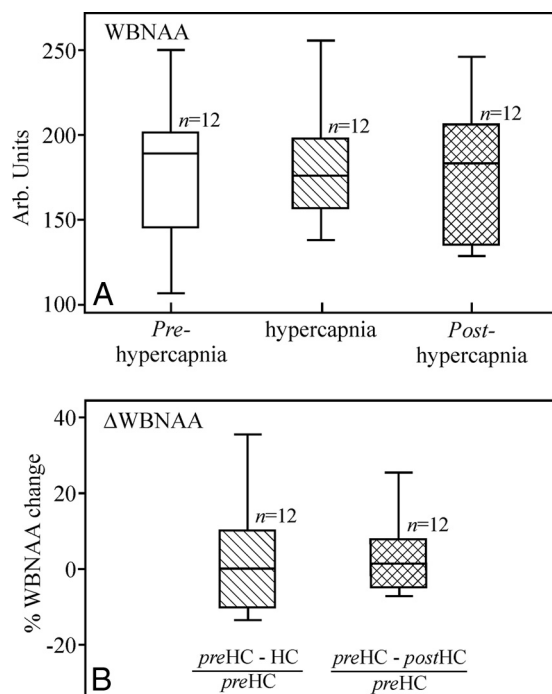 WBNAA
250
200
150
100
Arb. Units
n=12
n=12
n=12
A
Pre-
hypercapnia
hypercapnia
Post-
hypercapnia
ΔWBNAA
40
20
0
-20
% WBNAA change
n=12
n=12
B
preHC - HC
preHC
preHC - postHC
preHC